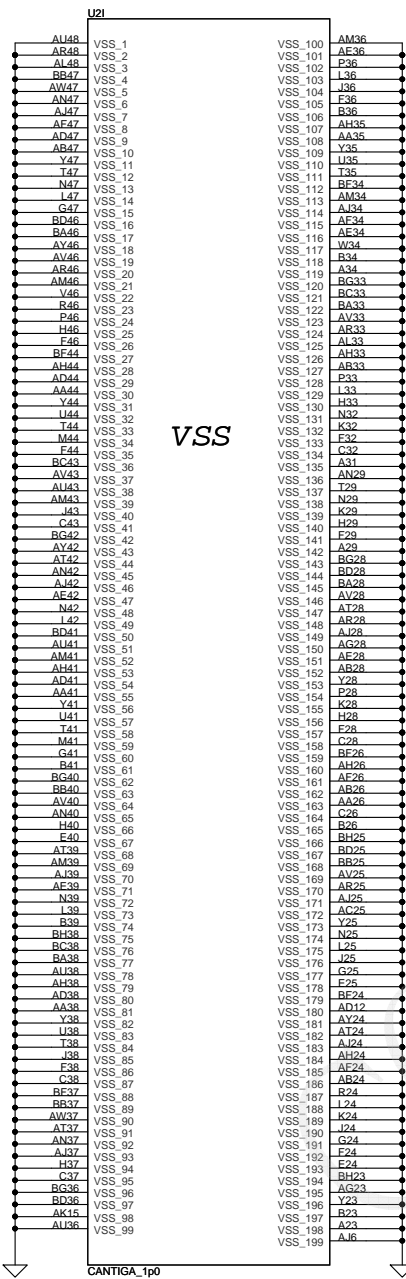 U2I
AU48 VSS_1 VSS_100 AM36
AR48 VSS_2 VSS_101 AE36
AL48 VSS_3 VSS_102 P36
BB47 VSS_4 VSS_103 L36
AW47 VSS_5 VSS_104 J36
AN47 VSS_6 VSS_105 F36
AJ47 VSS_7 VSS_106 B36
AF47 VSS_8 VSS_107 AH35
AD47 VSS_9 VSS_108 AA35
AB47 VSS_10 VSS_109 Y35
Y47 VSS_11 VSS_110 U35
T47 VSS_12 VSS_111 T35
N47 VSS_13 VSS_112 BF34
L47 VSS_14 VSS_113 AM34
G47 VSS_15 VSS_114 AJ34
BD46 VSS_16 VSS_115 AF34
BA46 VSS_17 VSS_116 AE34
AY46 VSS_18 VSS_117 W34
AV46 VSS_19 VSS_118 B34
AR46 VSS_20 VSS_119 A34
AM46 VSS_21 VSS_120 BG33
V46 VSS_22 VSS_121 BC33
R46 VSS_23 VSS_122 BA33
P46 VSS_24 VSS_123 AV33
H46 VSS_25 VSS_124 AR33
F46 VSS_26 VSS_125 AL33
BF44 VSS_27 VSS_126 AH33
AH44 VSS_28 VSS_127 AB33
AD44 VSS_29 VSS_128 P33
AA44 VSS_30 VSS_129 L33
Y44 VSS_31 VSS_130 H33
U44 VSS_32 VSS_131 N32
T44 VSS_33 VSS_132 K32
M44 VSS_34 VSS_133 F32
F44 VSS_35 VSS_134 C32
BC43 VSS_36 VSS_135 A31
AV43 VSS_37 VSS_136 AN29
AU43 VSS_38 VSS_137 T29
AM43 VSS_39 VSS_138 N29
J43 VSS_40 VSS_139 K29
C43 VSS_41 VSS_140 H29
BG42 VSS_42 VSS_141 F29
AY42 VSS_43 VSS_142 A29
AT42 VSS_44 VSS_143 BG28
AN42 VSS_45 VSS_144 BD28
AJ42 VSS_46 VSS_145 BA28
AE42 VSS_47 VSS_146 AV28
N42 VSS_48 VSS_147 AT28
L42 VSS_49 VSS_148 AR28
BD41 VSS_50 VSS_149 AJ28
AU41 VSS_51 VSS_150 AG28
AM41 VSS_52 VSS_151 AE28
AH41 VSS_53 VSS_152 AB28
AD41 VSS_54 VSS_153 Y28
AA41 VSS_55 VSS_154 P28
Y41 VSS_56 VSS_155 K28
U41 VSS_57 VSS_156 H28
T41 VSS_58 VSS_157 F28
M41 VSS_59 VSS_158 C28
G41 VSS_60 VSS_159 BF26
B41 VSS_61 VSS_160 AH26
BG40 VSS_62 VSS_161 AF26
BB40 VSS_63 VSS_162 AB26
AV40 VSS_64 VSS_163 AA26
AN40 VSS_65 VSS_164 C26
H40 VSS_66 VSS_165 B26
E40 VSS_67 VSS_166 BH25
AT39 VSS_68 VSS_167 BD25
AM39 VSS_69 VSS_168 BB25
AJ39 VSS_70 VSS_169 AV25
AE39 VSS_71 VSS_170 AR25
N39 VSS_72 VSS_171 AJ25
L39 VSS_73 VSS_172 AC25
B39 VSS_74 VSS_173 Y25
BH38 VSS_75 VSS_174 N25
BC38 VSS_76 VSS_175 L25
BA38 VSS_77 VSS_176 J25
AU38 VSS_78 VSS_177 G25
AH38 VSS_79 VSS_178 E25
AD38 VSS_80 VSS_179 BF24
AA38 VSS_81 VSS_180 AD12
Y38 VSS_82 VSS_181 AY24
U38 VSS_83 VSS_182 AT24
T38 VSS_84 VSS_183 AJ24
J38 VSS_85 VSS_184 AH24
F38 VSS_86 VSS_185 AF24
C38 VSS_87 VSS_186 AB24
BF37 VSS_88 VSS_187 R24
BB37 VSS_89 VSS_188 L24
AW37 VSS_90 VSS_189 K24
AT37 VSS_91 VSS_190 J24
AN37 VSS_92 VSS_191 G24
AJ37 VSS_93 VSS_192 F24
H37 VSS_94 VSS_193 E24
C37 VSS_95 VSS_194 BH23
BG36 VSS_96 VSS_195 AG23
BD36 VSS_97 VSS_196 Y23
AK15 VSS_98 VSS_197 B23
AU36 VSS_99 VSS_198 A23
VSS_199 AJ6
VSS
CANTIGA_1p0